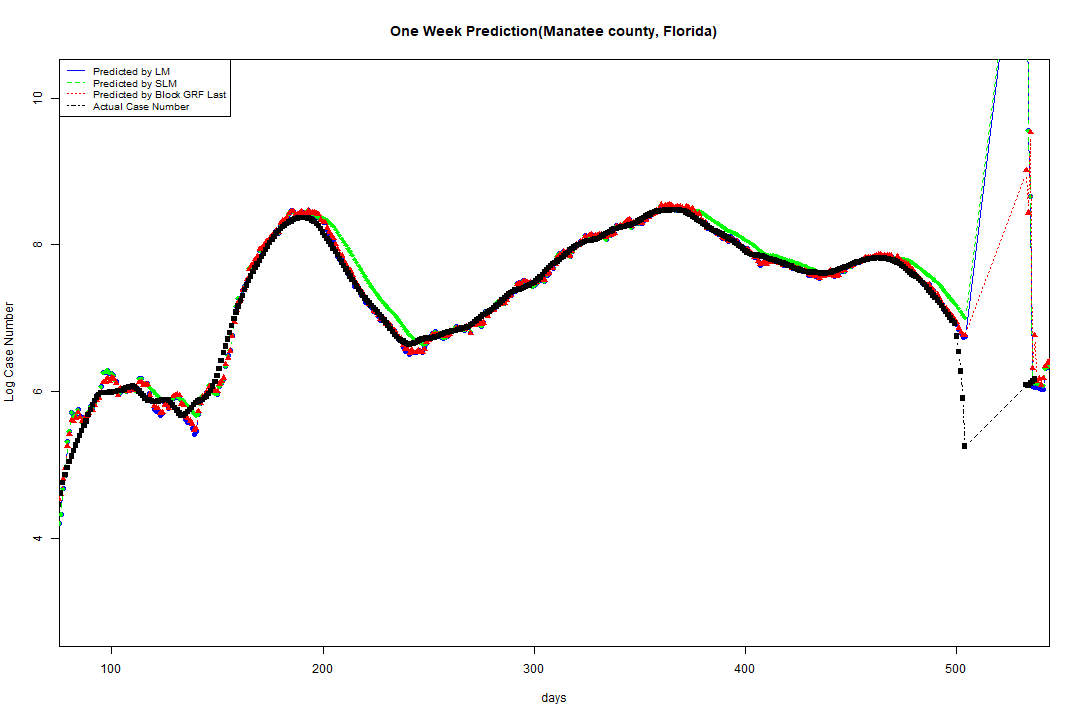 One Week Prediction(Manatee county, Florida)
Predicted by LM
Predicted by SLM
Predicted by Block GRF Last
Actual Case Number
10
8
6
4
Log Case Number
100 200 300 400 500
days